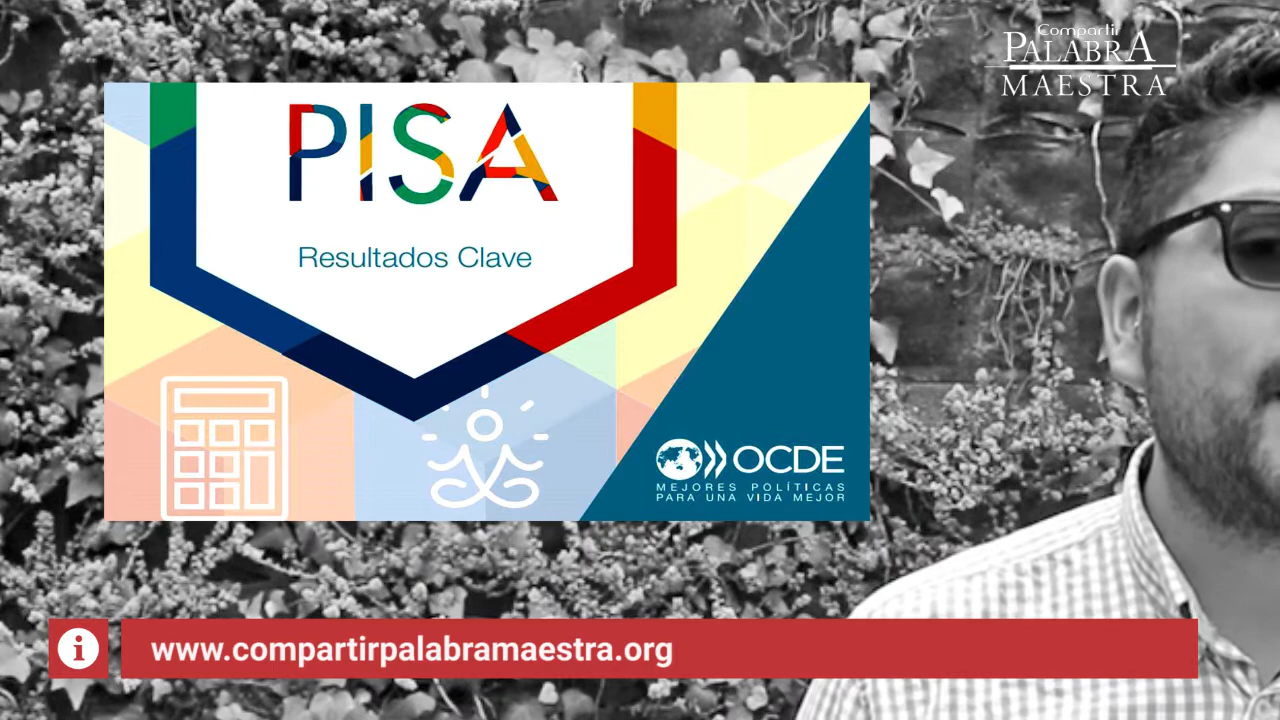 Compartir
PALABRA
MAESTRA
PISA
Resultados Clave
OCDE
MEJORES POLÍTICAS
PARA UNA VIDA MEJOR
i
www.compartirpalabramaestra.org